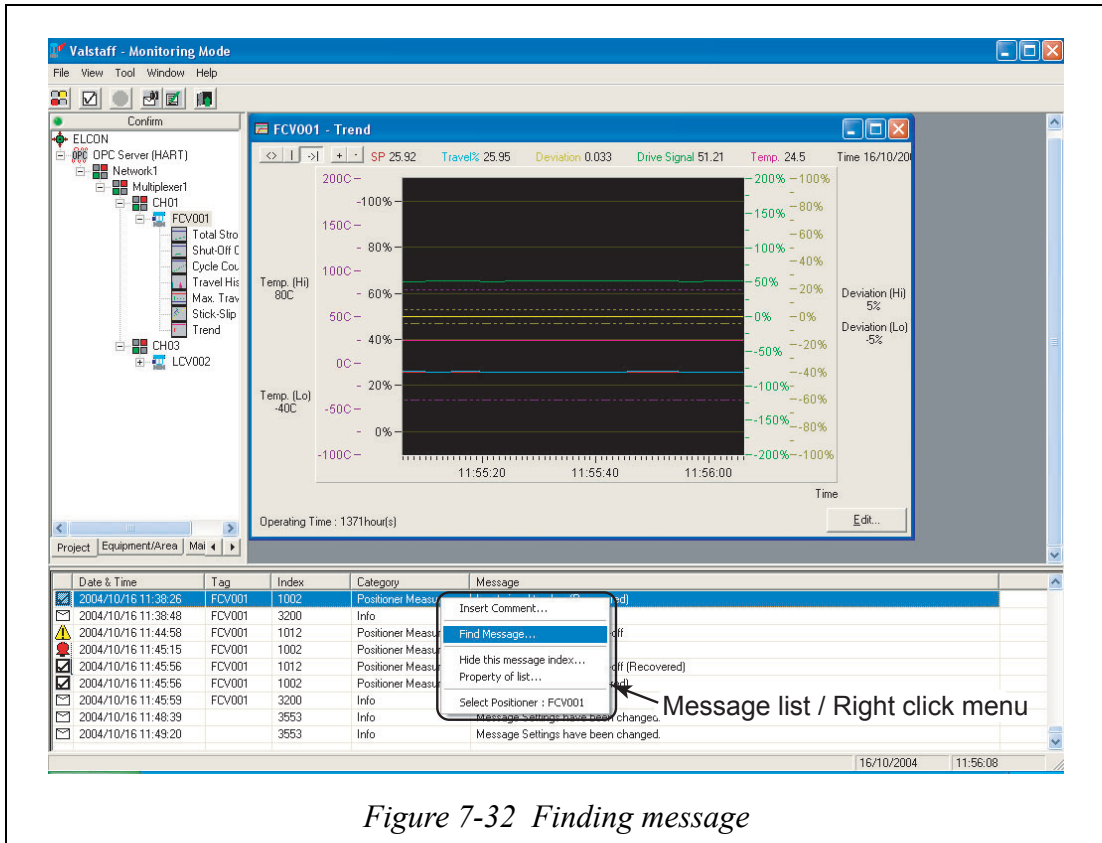 Valstaff - Monitoring Mode
File View Tool Window Help
Confirm
ELCON
OPC OPC Server (HART)
Network1
Multiplexer1
CH01
FCV001
Total Stro
Shut-Off C
Cycle Cou
Travel His
Max. Trav
Stick-Slip
Trend
CH03
LCV002
Project Equipment/Area Mai
FCV001 - Trend
<> | >| + - SP 25.92 Travel% 25.95 Deviation 0.033 Drive Signal 51.21 Temp. 24.5 Time 16/10/20
200C 200% 100%
100%
150C 150% 80%
60%
80% 100%
100C 40%
Temp. (Hi) 50% 20% Deviation (Hi)
80C 60% 5%
50C 0% 0% Deviation (Lo)
40% -5%
-50% -20%
0C -40%
20% -100%
Temp. (Lo) -60%
-40C -50C -150%
0% -80%
-100C -200% -100%
11:55:20 11:55:40 11:56:00
Time
Operating Time : 1371hour(s) Edit...
Date & Time Tag Index Category Message
2004/10/16 11:38:26 FCV001 1002 Positioner Measu ed)
2004/10/16 11:38:48 FCV001 3200 Info
2004/10/16 11:44:58 FCV001 1012 Positioner Measur off
2004/10/16 11:45:15 FCV001 1002 Positioner Measur
2004/10/16 11:45:56 FCV001 1012 Positioner Measur off (Recovered)
2004/10/16 11:45:56 FCV001 1002 Positioner Measu ed)
2004/10/16 11:45:59 FCV001 3200 Info
2004/10/16 11:48:39 3553 Info Message Settings have been changed.
2004/10/16 11:49:20 3553 Info Message Settings have been changed.
Insert Comment...
Find Message...
Hide this message index...
Property of list...
Select Positioner : FCV001
Message list / Right click menu
16/10/2004 11:56:08
Figure 7-32 Finding message